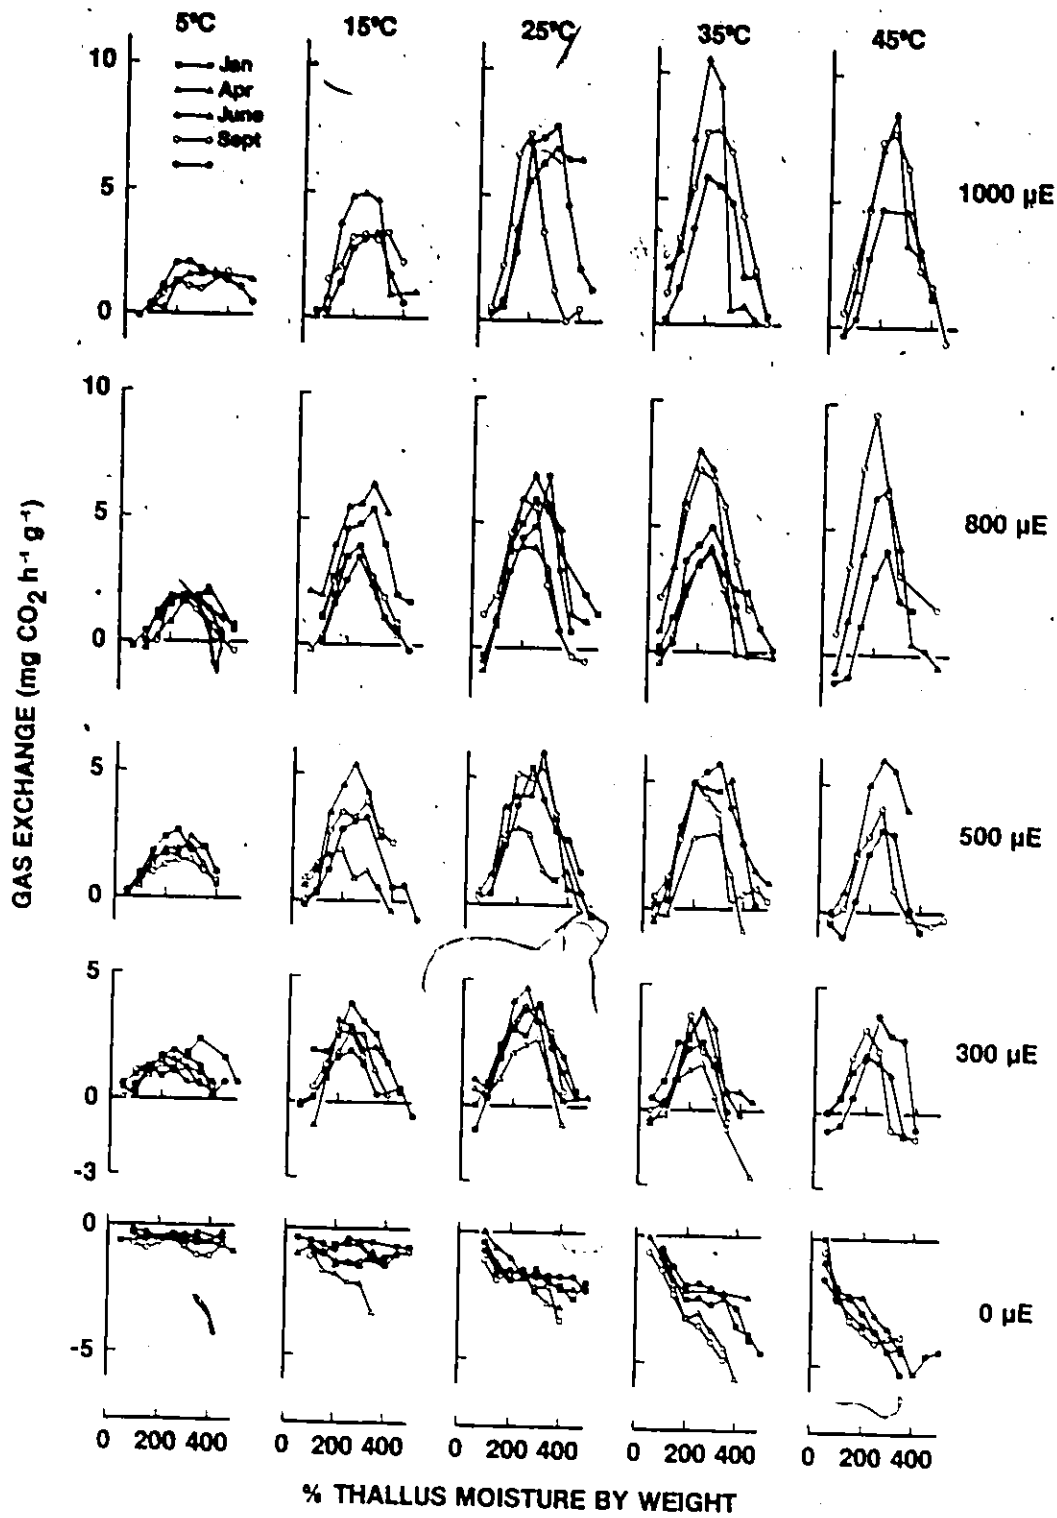 5°C 15°C 25°C 35°C 45°C
10
Jan
Apr
June
Sept
5
1000 µE
0
10
5
800 µE
0
GAS EXCHANGE (mg CO₂ h⁻¹ g⁻¹)
5
500 µE
0
5
300 µE
0
-3
0
0 µE
-5
0 200 400 0 200 400 0 200 400 0 200 400 0 200 400
% THALLUS MOISTURE BY WEIGHT